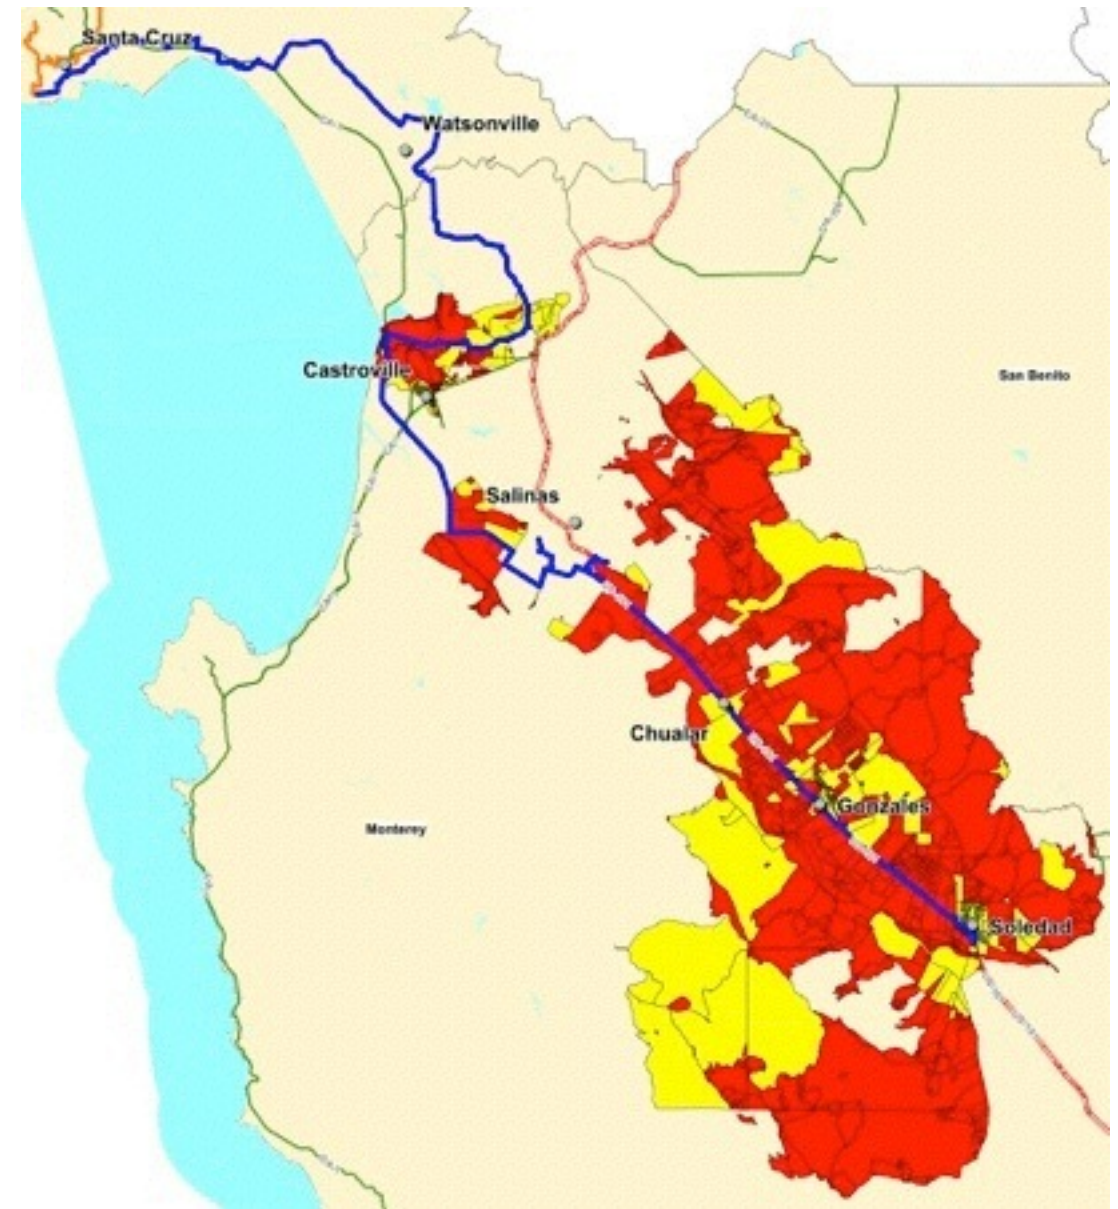 Santa Cruz
Watsonville
Castroville
San Benito
Salinas
Chualar
Gonzales
Monterey
Soledad